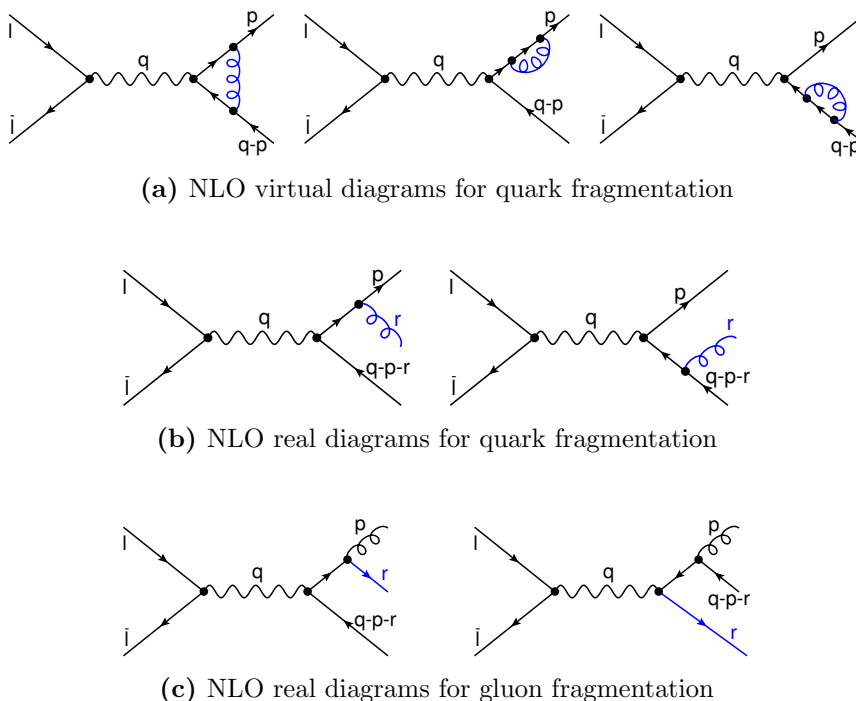 l q p l̄ q-p
l q p q-p l̄
l q p l̄ q-p
(a) NLO virtual diagrams for quark fragmentation
l q p r q-p-r l̄
l q p r q-p-r l̄
(b) NLO real diagrams for quark fragmentation
l q p r q-p-r l̄
l q p q-p-r r l̄
(c) NLO real diagrams for gluon fragmentation